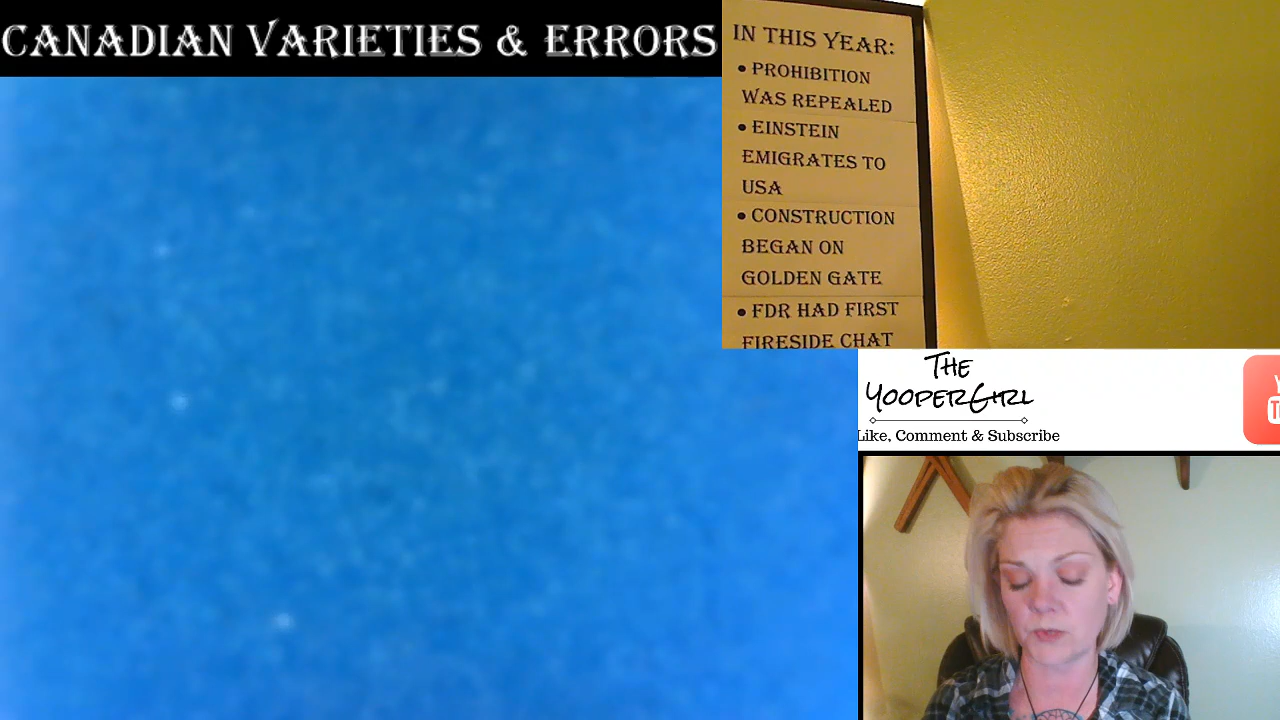 CANADIAN VARIETIES & ERRORS
IN THIS YEAR:
• PROHIBITION
WAS REPEALED
• EINSTEIN
EMIGRATES TO
USA
• CONSTRUCTION
BEGAN ON
GOLDEN GATE
• FDR HAD FIRST
FIRESIDE CHAT
THE
YOOPERGIRL
Like, Comment & Subscribe